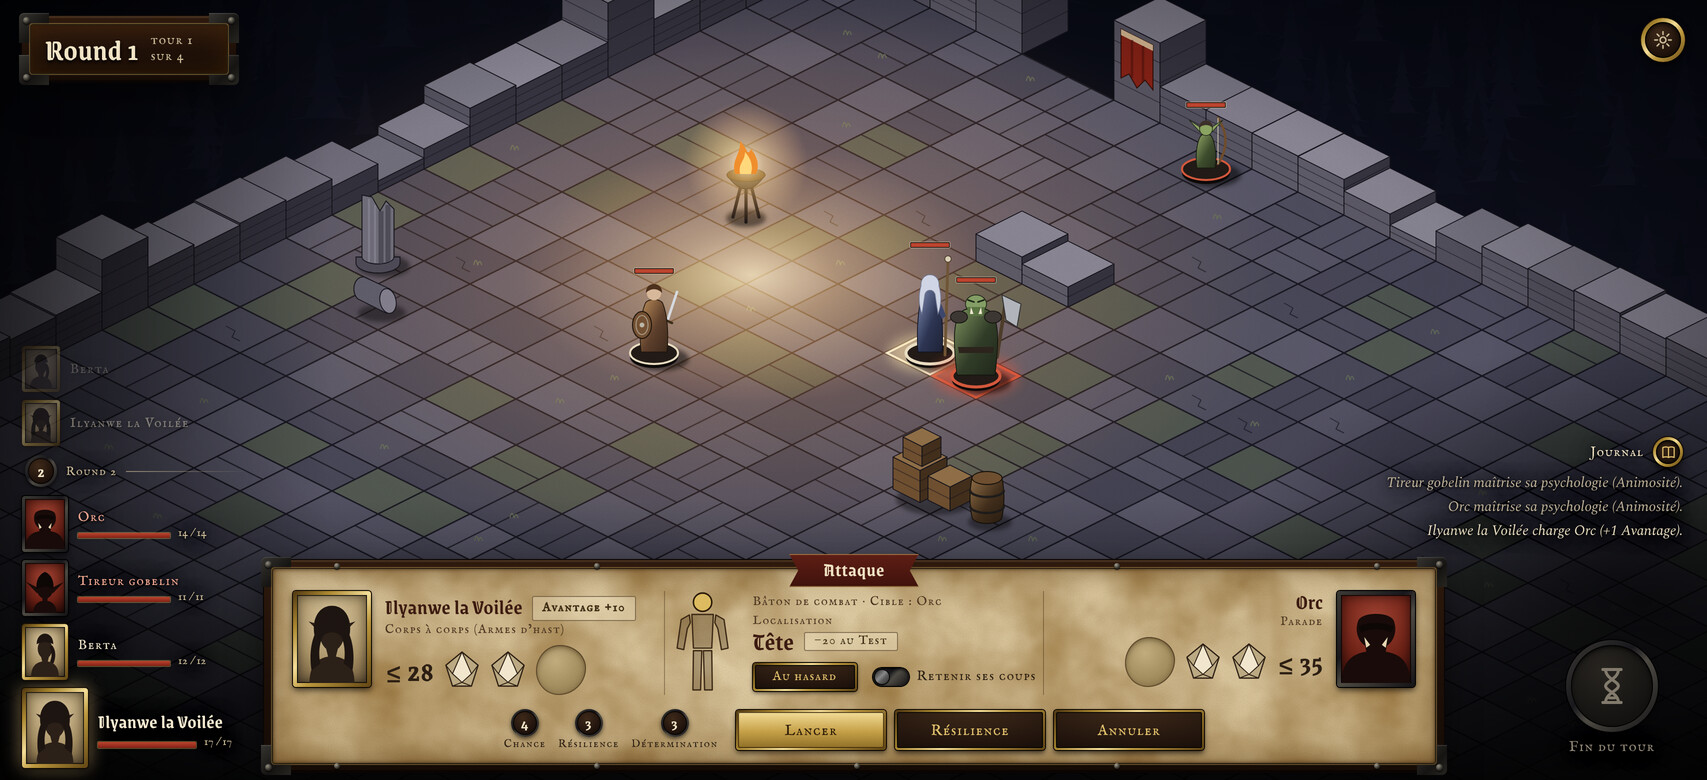 Round 1
TOUR 1
SUR 4
BERTA
ILYANWE LA VOILÉE
2 ROUND 2
ORC
14/14
TIREUR GOBELIN
11/11
BERTA
12/12
Ilyanwe la Voilée
17/17
JOURNAL
Tireur gobelin maîtrise sa psychologie (Animosité).
Orc maîtrise sa psychologie (Animosité).
Ilyanwe la Voilée charge Orc (+1 Avantage).
Attaque
Ilyanwe la Voilée AVANTAGE +10
CORPS À CORPS (ARMES D'HAST)
≤ 28
BÂTON DE COMBAT · CIBLE : ORC
LOCALISATION
Tête −20 AU TEST
AU HASARD RETENIR SES COUPS
Orc
PARADE
≤ 35
4 3 3
CHANCE RÉSILIENCE DÉTERMINATION
LANCER RÉSILIENCE ANNULER
FIN DU TOUR